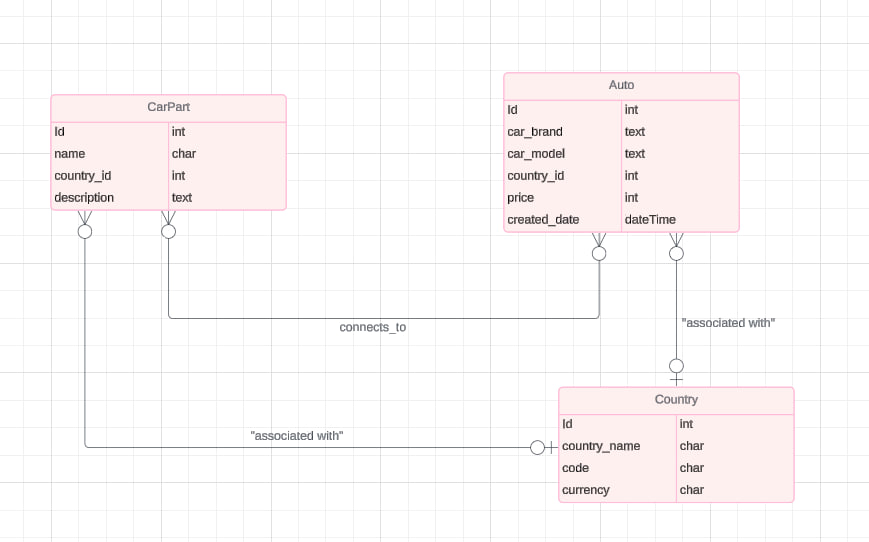 CarPart
Id int
name char
country_id int
description text
Auto
Id int
car_brand text
car_model text
country_id int
price int
created_date dateTime
connects_to
"associated with"
"associated with"
Country
Id int
country_name char
code char
currency char